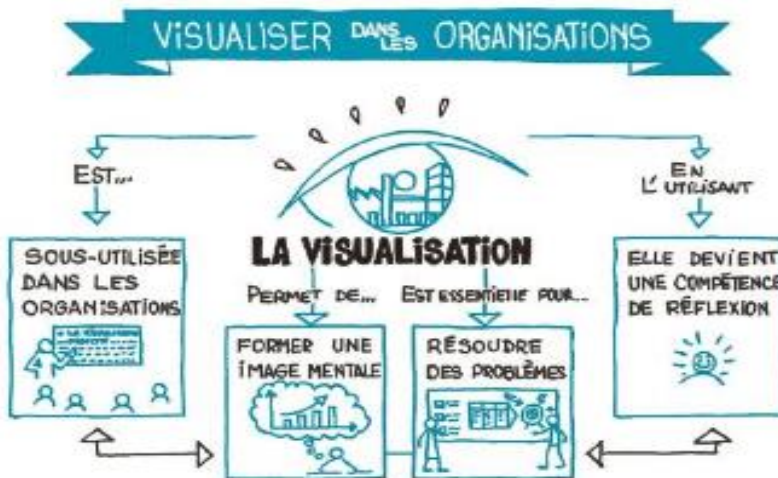 VISUALISER DANS LES ORGANISATIONS
EST...
SOUS-UTILISÉE
DANS LES
ORGANISATIONS
LA VISUALISATION
PERMET DE...
FORMER UNE
IMAGE MENTALE
EST ESSENTIELLE POUR...
RÉSOUDRE
DES PROBLÈMES
EN
L'UTILISANT
ELLE DEVIENT
UNE COMPÉTENCE
DE RÉFLEXION